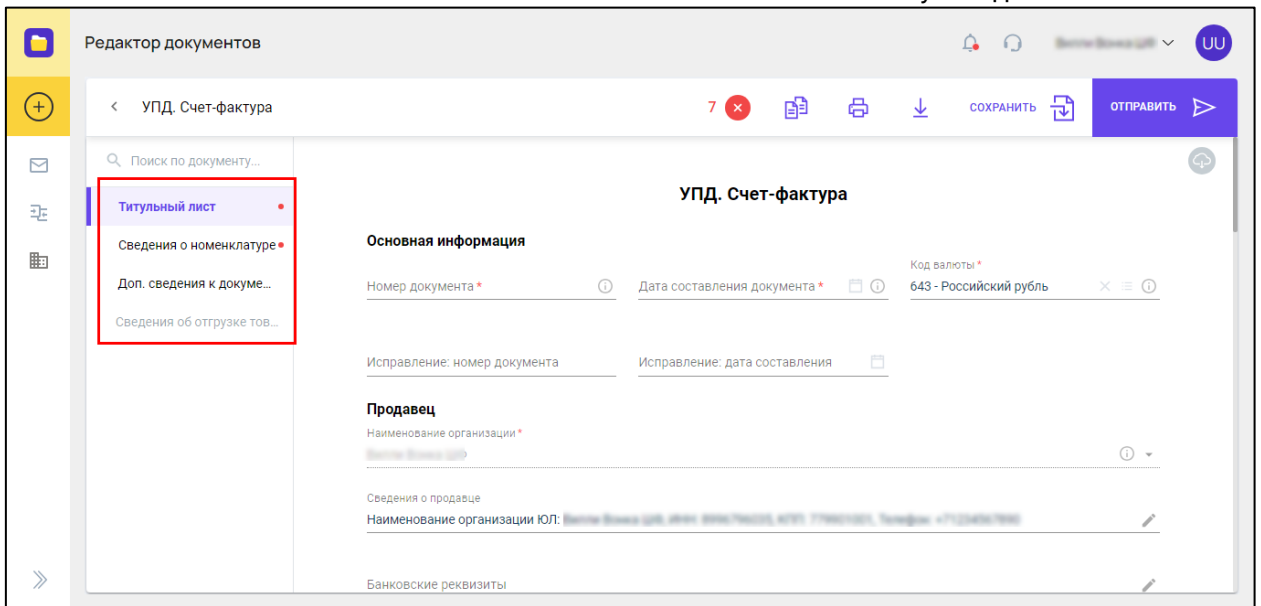 Редактор документов
UU
УПД. Счет-фактура
7
СОХРАНИТЬ
ОТПРАВИТЬ
Поиск по документу...
Титульный лист
Сведения о номенклатуре
Доп. сведения к докуме...
Сведения об отгрузке тов...
УПД. Счет-фактура
Основная информация
Код валюты *
Номер документа *
Дата составления документа *
643 - Российский рубль
Исправление: номер документа
Исправление: дата составления
Продавец
Наименование организации *
Сведения о продавце
Наименование организации ЮЛ:
Банковские реквизиты